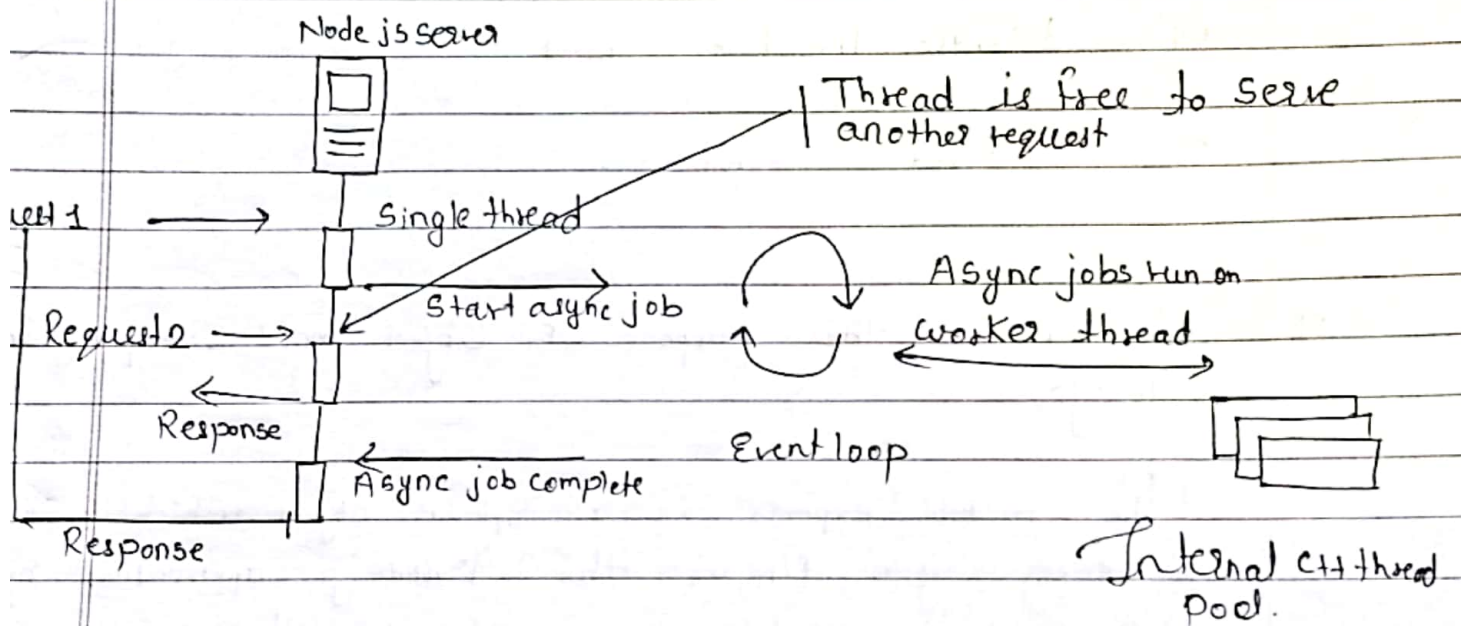 Node js server
Thread is free to serve
another request
uest 1
Single thread
Start async job
Async jobs run on
worker thread
Request 2
Response
Event loop
Async job complete
Response
Internal C++ thread
pool.